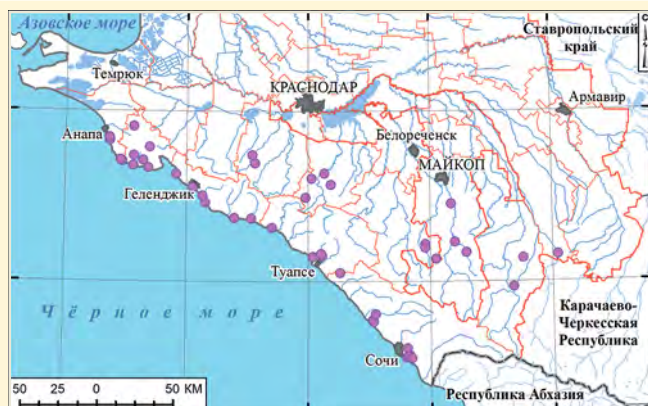 Азовское море
Ставропольский
край
С
Темрюк
КРАСНОДАР
Армавир
Анапа
Белореченск
МАЙКОП
Геленджик
Туапсе
Чёрное море
Карачаево-
Черкесская
Республика
Сочи
Республика Абхазия
50 25 0 50 КМ